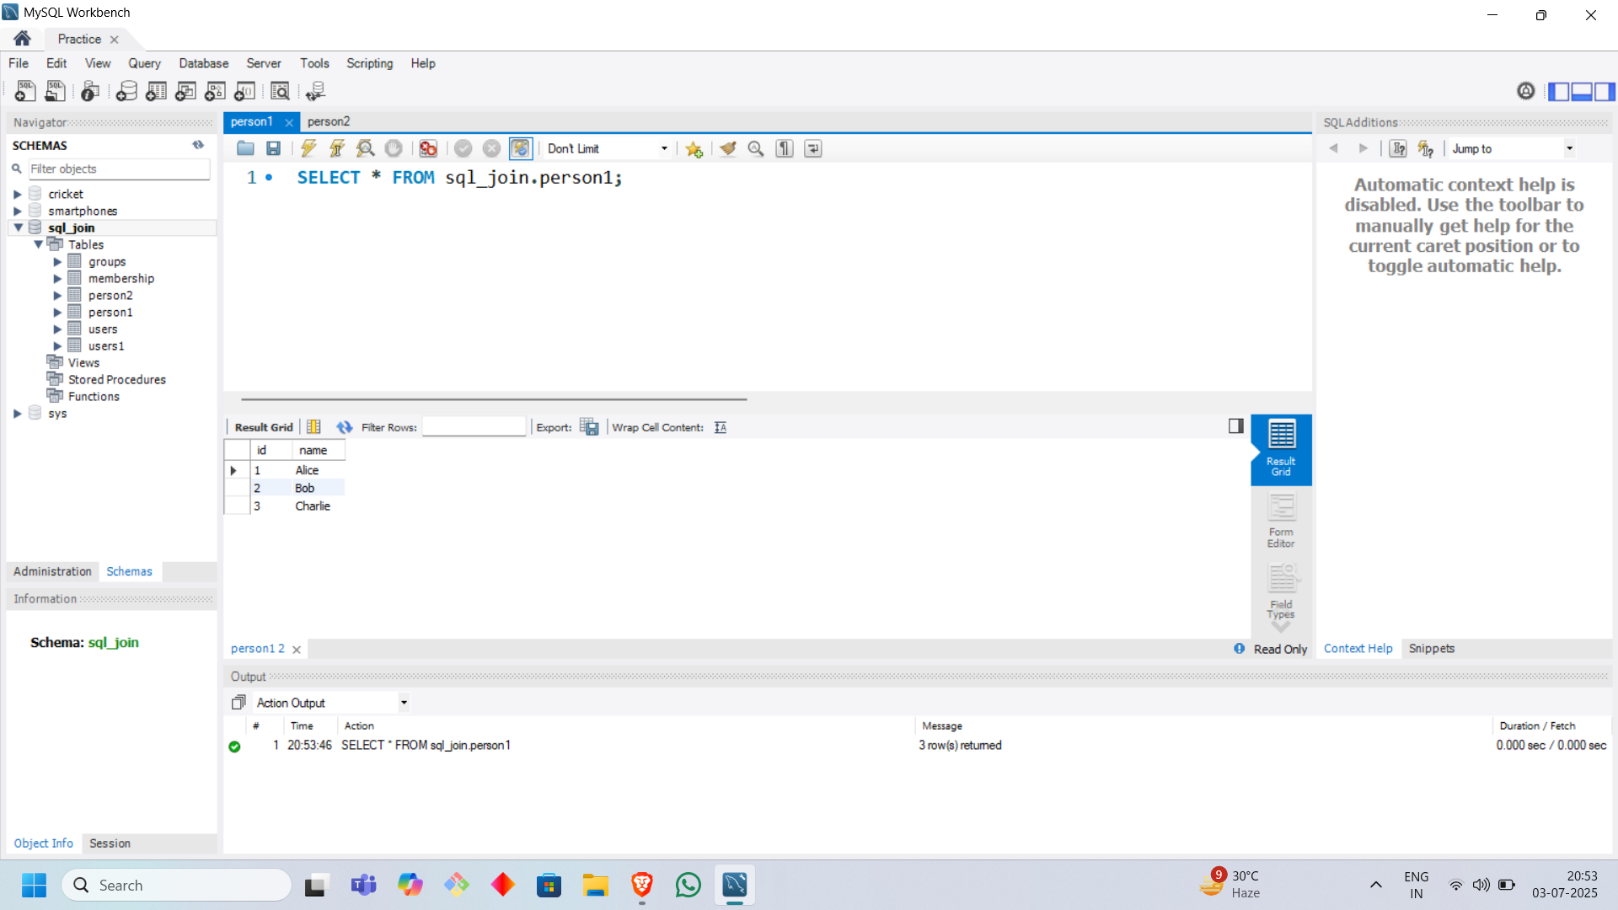 MySQL Workbench
Practice
File Edit View Query Database Server Tools Scripting Help
Navigator
SCHEMAS
Filter objects
cricket
smartphones
sql_join
Tables
groups
membership
person2
person1
users
users1
Views
Stored Procedures
Functions
sys
Administration Schemas
Information
Schema: sql_join
Object Info Session
person1 person2
Don't Limit
1 SELECT * FROM sql_join.person1;
Result Grid Filter Rows: Export: Wrap Cell Content:
id name
1 Alice
2 Bob
3 Charlie
Result
Grid
Form
Editor
Field
Types
person1 2
Read Only
SQLAdditions
Jump to
Automatic context help is
disabled. Use the toolbar to
manually get help for the
current caret position or to
toggle automatic help.
Context Help Snippets
Output
Action Output
# Time Action Message Duration / Fetch
1 20:53:46 SELECT * FROM sql_join.person1 3 row(s) returned 0.000 sec / 0.000 sec
Search
9
30°C
Haze
ENG
IN
20:53
03-07-2025